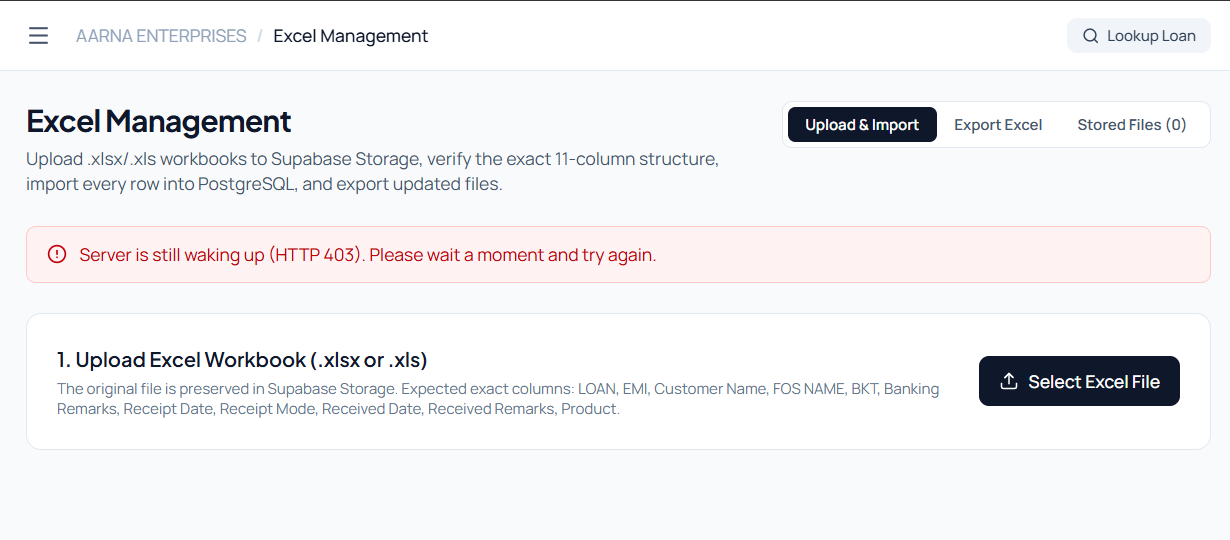 AARNA ENTERPRISES / Excel Management
Lookup Loan
Excel Management
Upload & Import
Export Excel
Stored Files (0)
Upload .xlsx/.xls workbooks to Supabase Storage, verify the exact 11-column structure,
import every row into PostgreSQL, and export updated files.
Server is still waking up (HTTP 403). Please wait a moment and try again.
1. Upload Excel Workbook (.xlsx or .xls)
The original file is preserved in Supabase Storage. Expected exact columns: LOAN, EMI, Customer Name, FOS NAME, BKT, Banking
Remarks, Receipt Date, Receipt Mode, Received Date, Received Remarks, Product.
Select Excel File